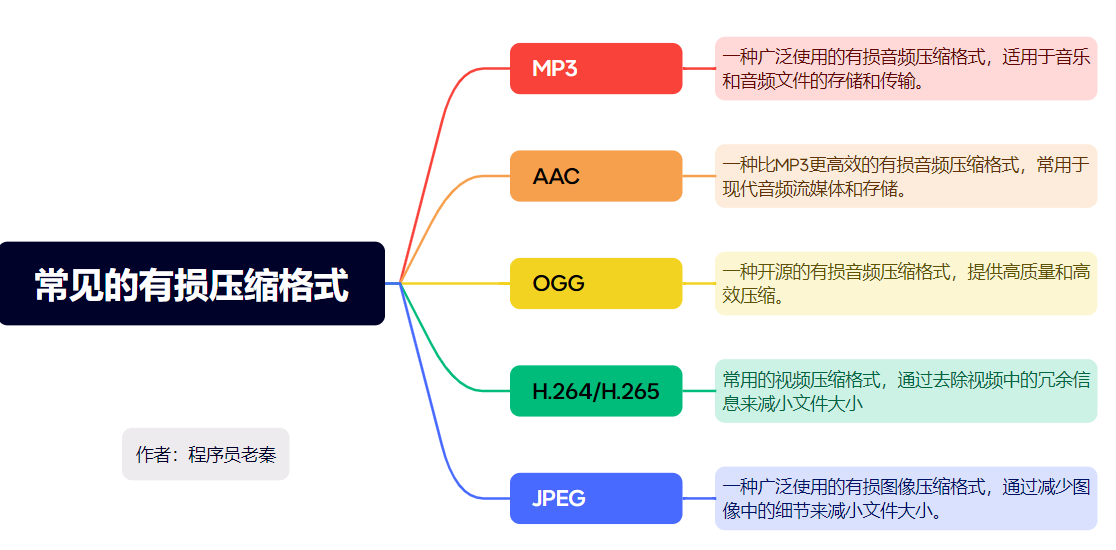 常见的有损压缩格式
作者：程序员老秦
MP3
一种广泛使用的有损音频压缩格式，适用于音乐
和音频文件的存储和传输。
AAC
一种比MP3更高效的有损音频压缩格式，常用于
现代音频流媒体和存储。
OGG
一种开源的有损音频压缩格式，提供高质量和高
效压缩。
H.264/H.265
常用的视频压缩格式，通过去除视频中的冗余信
息来减小文件大小
JPEG
一种广泛使用的有损图像压缩格式，通过减少图
像中的细节来减小文件大小。